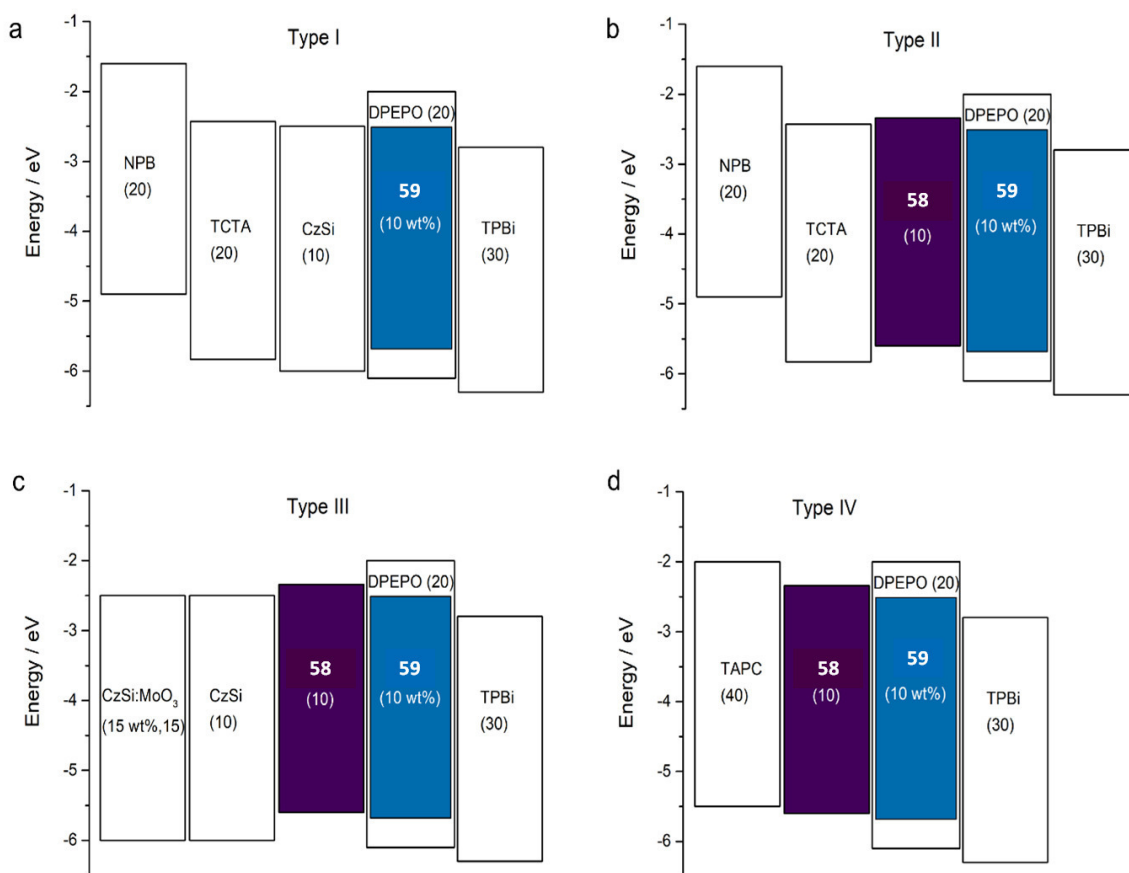 a
Type I
Energy / eV
-1
-2
-3
-4
-5
-6
NPB
(20)
TCTA
(20)
CzSi
(10)
DPEPO (20)
59
(10 wt%)
TPBi
(30)
b
Type II
Energy / eV
-1
-2
-3
-4
-5
-6
NPB
(20)
TCTA
(20)
58
(10)
DPEPO (20)
59
(10 wt%)
TPBi
(30)
c
Type III
Energy / eV
-1
-2
-3
-4
-5
-6
CzSi:MoO₃
(15 wt%,15)
CzSi
(10)
58
(10)
DPEPO (20)
59
(10 wt%)
TPBi
(30)
d
Type IV
Energy / eV
-1
-2
-3
-4
-5
-6
TAPC
(40)
58
(10)
DPEPO (20)
59
(10 wt%)
TPBi
(30)